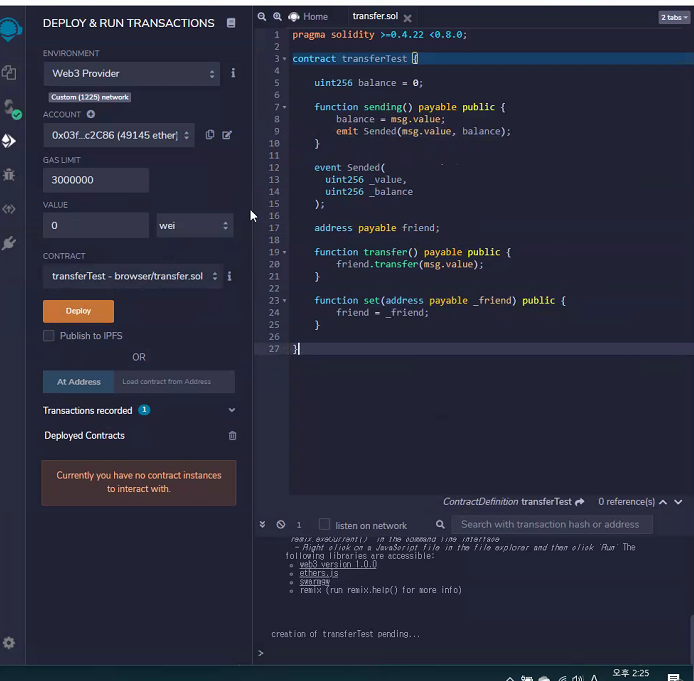 DEPLOY & RUN TRANSACTIONS
ENVIRONMENT
Web3 Provider
Custom (1225) network
ACCOUNT
0x03f...c2C86 (49145 ether)
GAS LIMIT
3000000
VALUE
0
wei
CONTRACT
transferTest - browser/transfer.sol
Deploy
Publish to IPFS
OR
At Address
Load contract from Address
Transactions recorded 1
Deployed Contracts
Currently you have no contract instances
to interact with.
Home
transfer.sol
2 tabs
1 pragma solidity >=0.4.22 <0.8.0;
2
3 contract transferTest {
4
5 uint256 balance = 0;
6
7 function sending() payable public {
8 balance = msg.value;
9 emit Sended(msg.value, balance);
10 }
11
12 event Sended(
13 uint256 _value,
14 uint256 _balance
15 );
16
17 address payable friend;
18
19 function transfer() payable public {
20 friend.transfer(msg.value);
21 }
22
23 function set(address payable _friend) public {
24 friend = _friend;
25 }
26
27 }
ContractDefinition transferTest 0 reference(s)
1
listen on network
Search with transaction hash or address
remix.execurrent() in the command line interface
- Right click on a JavaScript file in the file explorer and then click `Run` The
following libraries are accessible:
web3 version 1.0.0
ethers.js
swarmgw
remix (run remix.help() for more info)
creation of transferTest pending...
>
A
오후 2:25